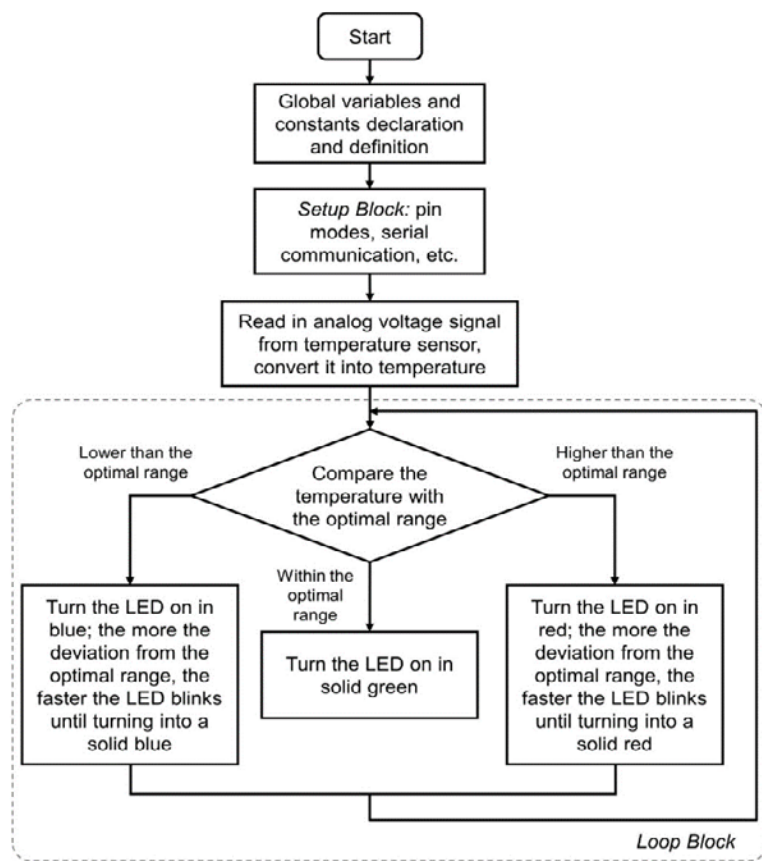 Start
Global variables and
constants declaration
and definition
Setup Block: pin
modes, serial
communication, etc.
Read in analog voltage signal
from temperature sensor,
convert it into temperature
Lower than the
optimal range
Compare the
temperature with
the optimal range
Higher than the
optimal range
Within the
optimal
range
Turn the LED on in
blue; the more the
deviation from the
optimal range, the
faster the LED blinks
until turning into a
solid blue
Turn the LED on in
solid green
Turn the LED on in
red; the more the
deviation from the
optimal range, the
faster the LED blinks
until turning into a
solid red
Loop Block